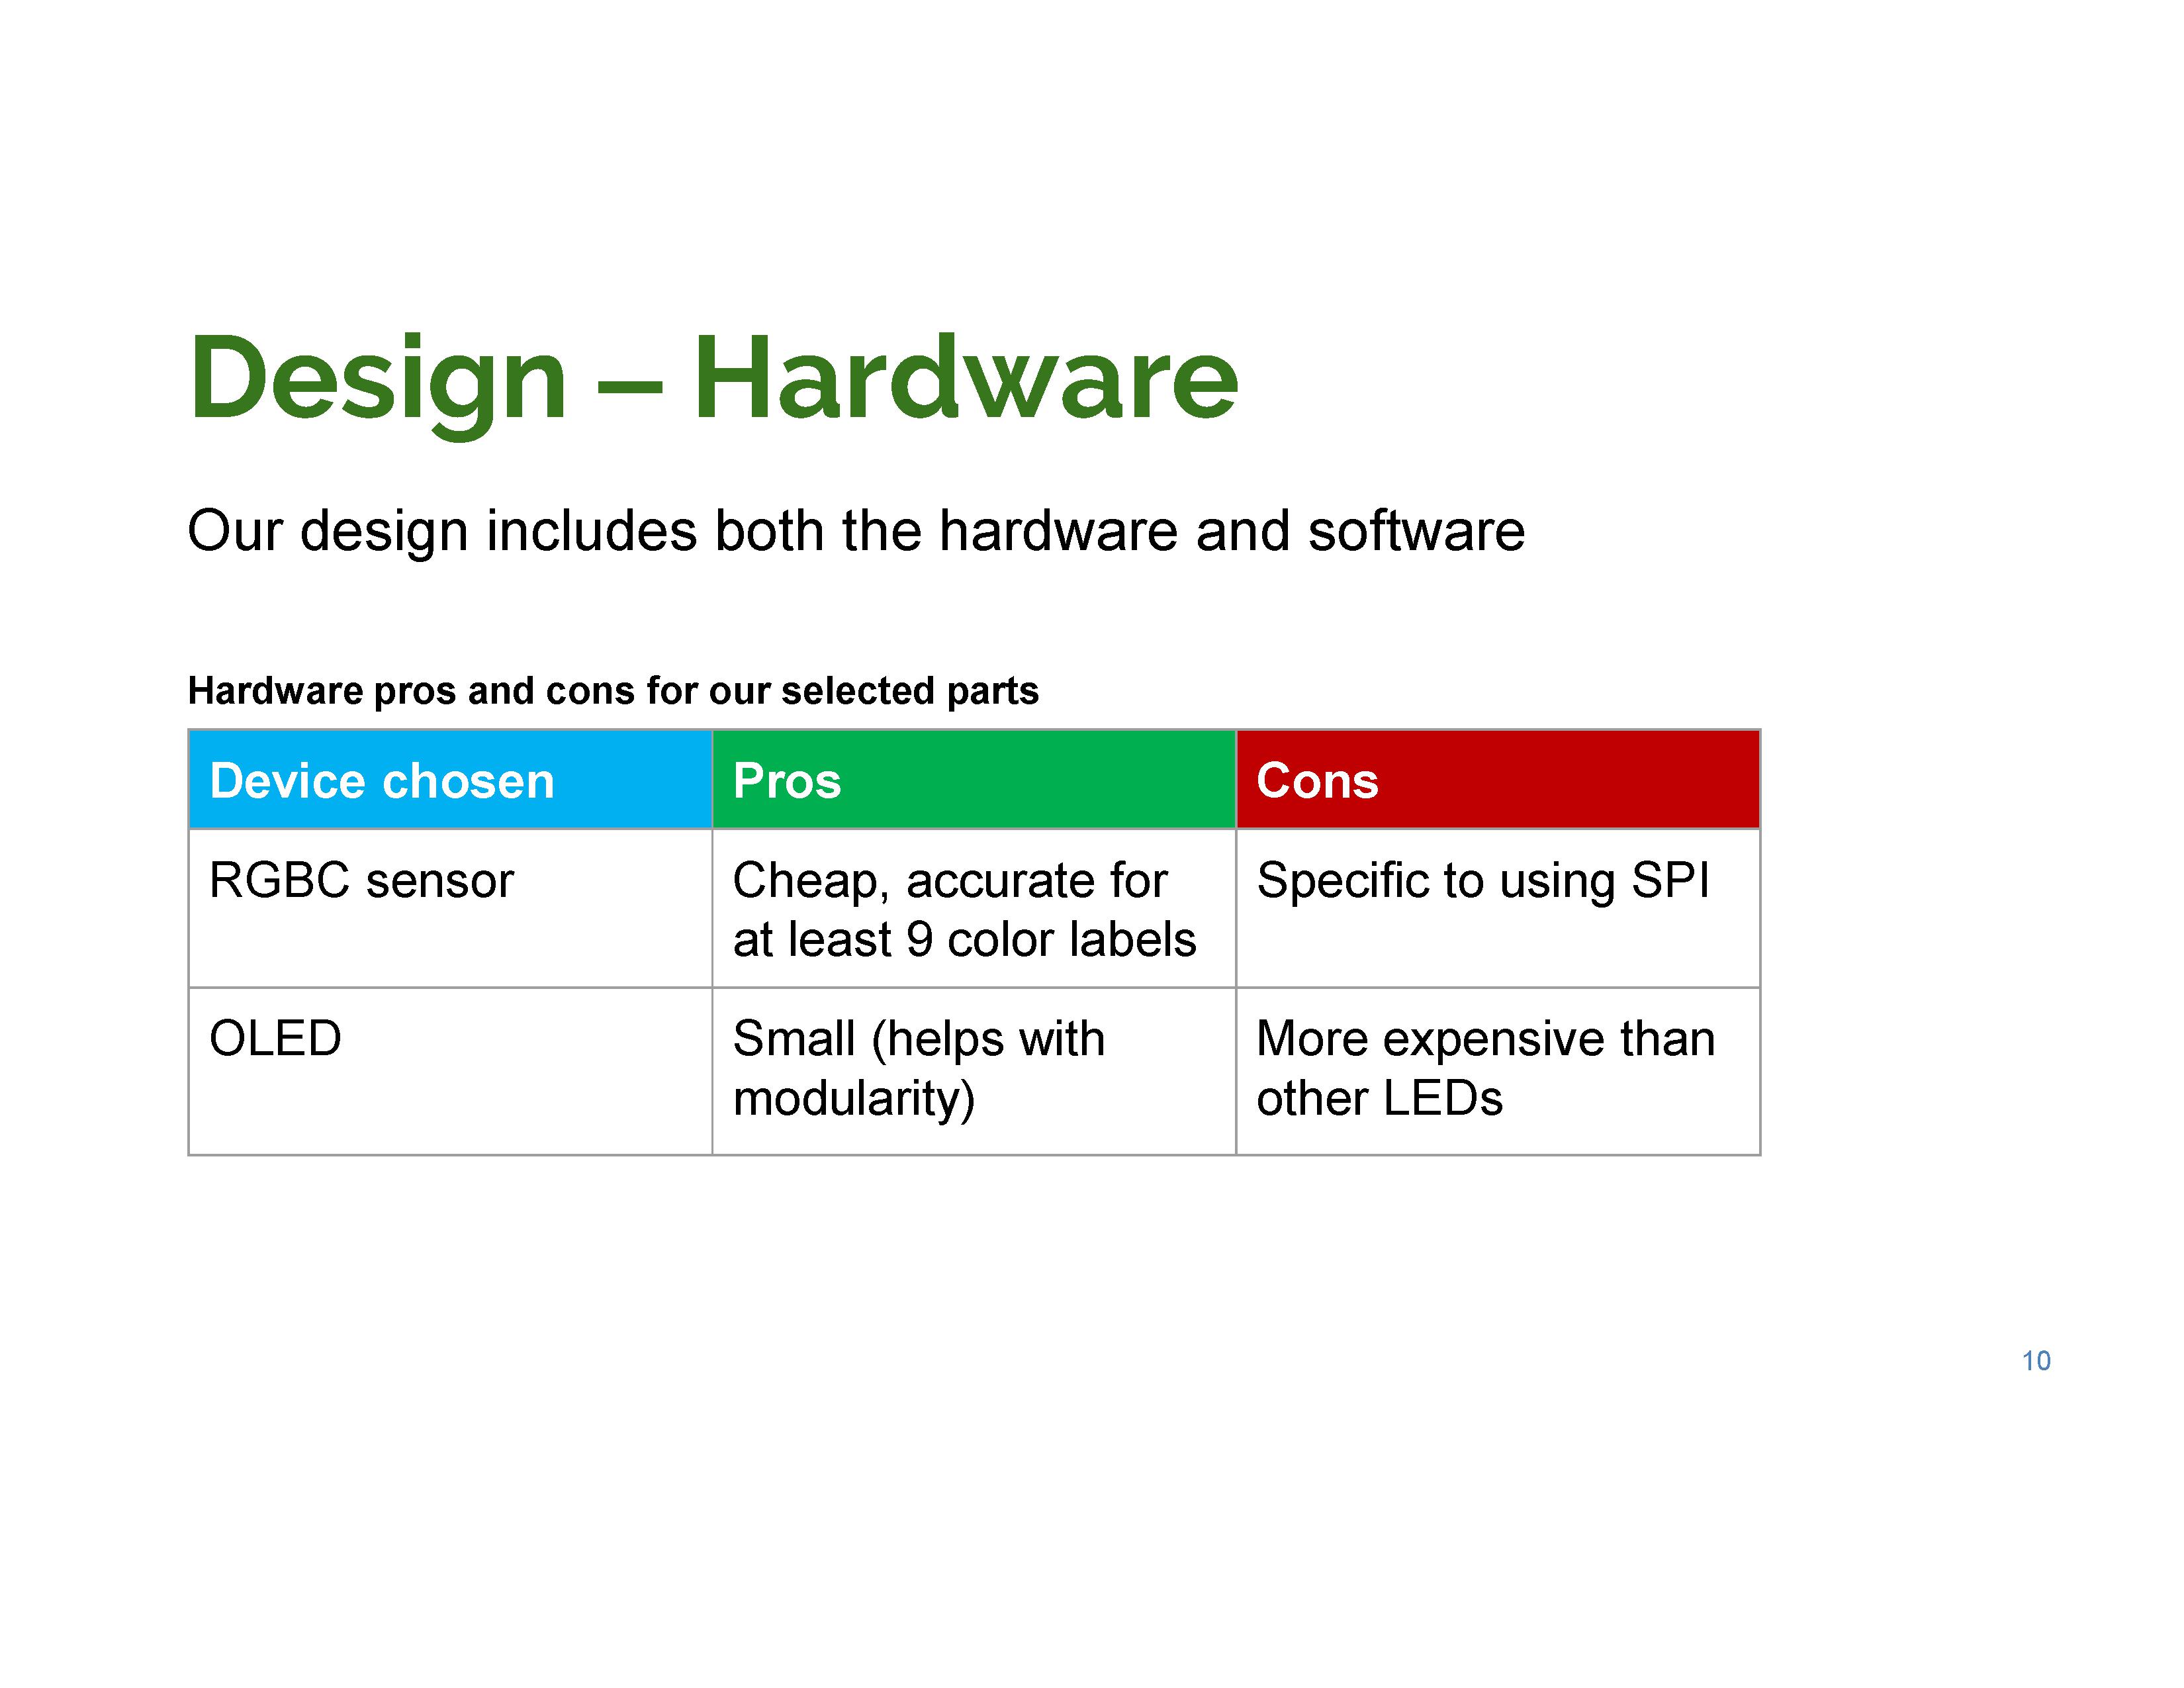 Design – Hardware
Our design includes both the hardware and software
Hardware pros and cons for our selected parts
Device chosen
Pros
Cons
RGBC sensor
Cheap, accurate for
at least 9 color labels
Specific to using SPI
OLED
Small (helps with
modularity)
More expensive than
other LEDs
10